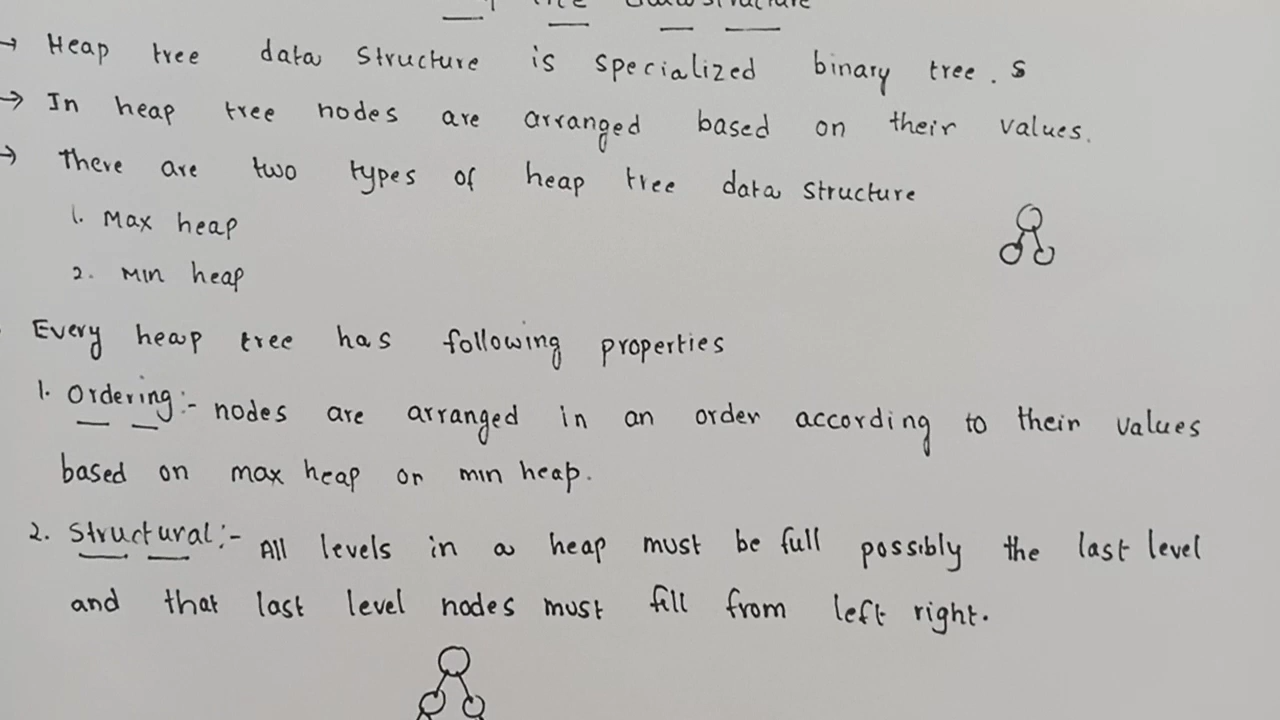 → Heap tree data Structure is specialized binary tree. s
→ In heap tree nodes are arranged based on their values.
→ There are two types of heap tree data structure
1. Max heap
2. Min heap
Every heap tree has following properties
1. Ordering:- nodes are arranged in an order according to their values
based on max heap or min heap.
2. Structural:- All levels in a heap must be full possibly the last level
and that last level nodes must fill from left right.